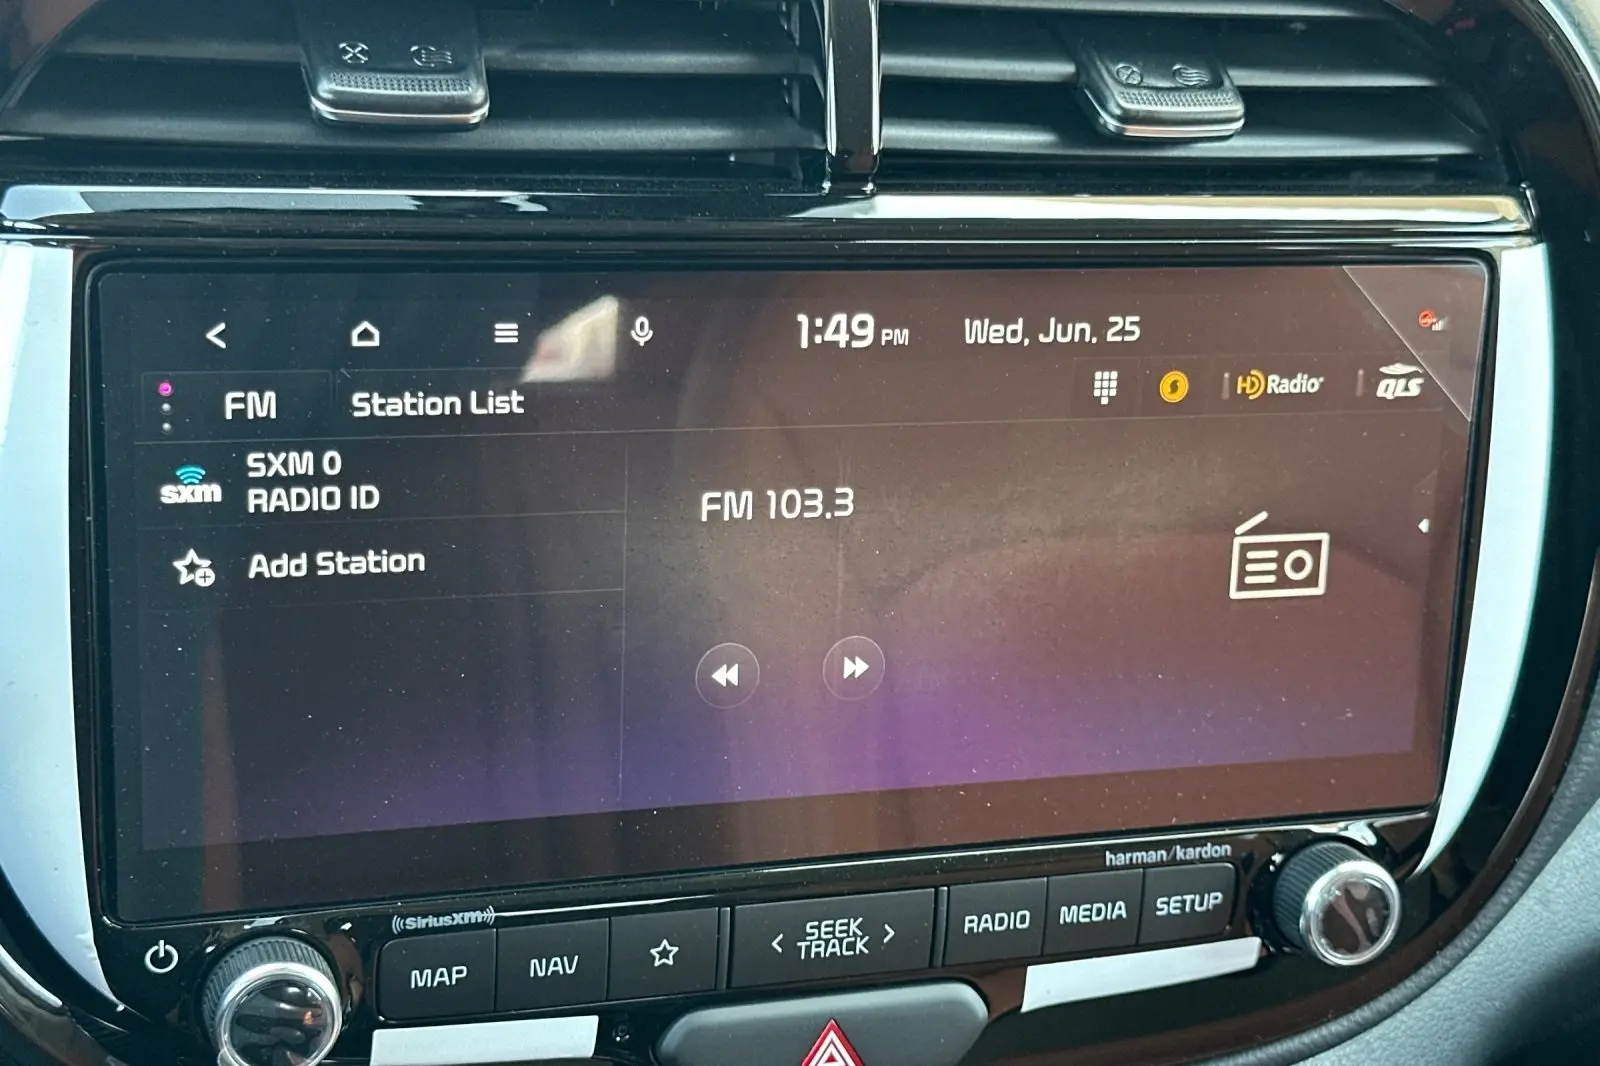 1:49 PM
Wed, Jun. 25
FM
Station List
HD Radio
QLS
sxm
SXM 0
RADIO ID
FM 103.3
Add Station
harman/kardon
((SiriusXM))
MAP
NAV
< SEEK >
TRACK
RADIO
MEDIA
SETUP